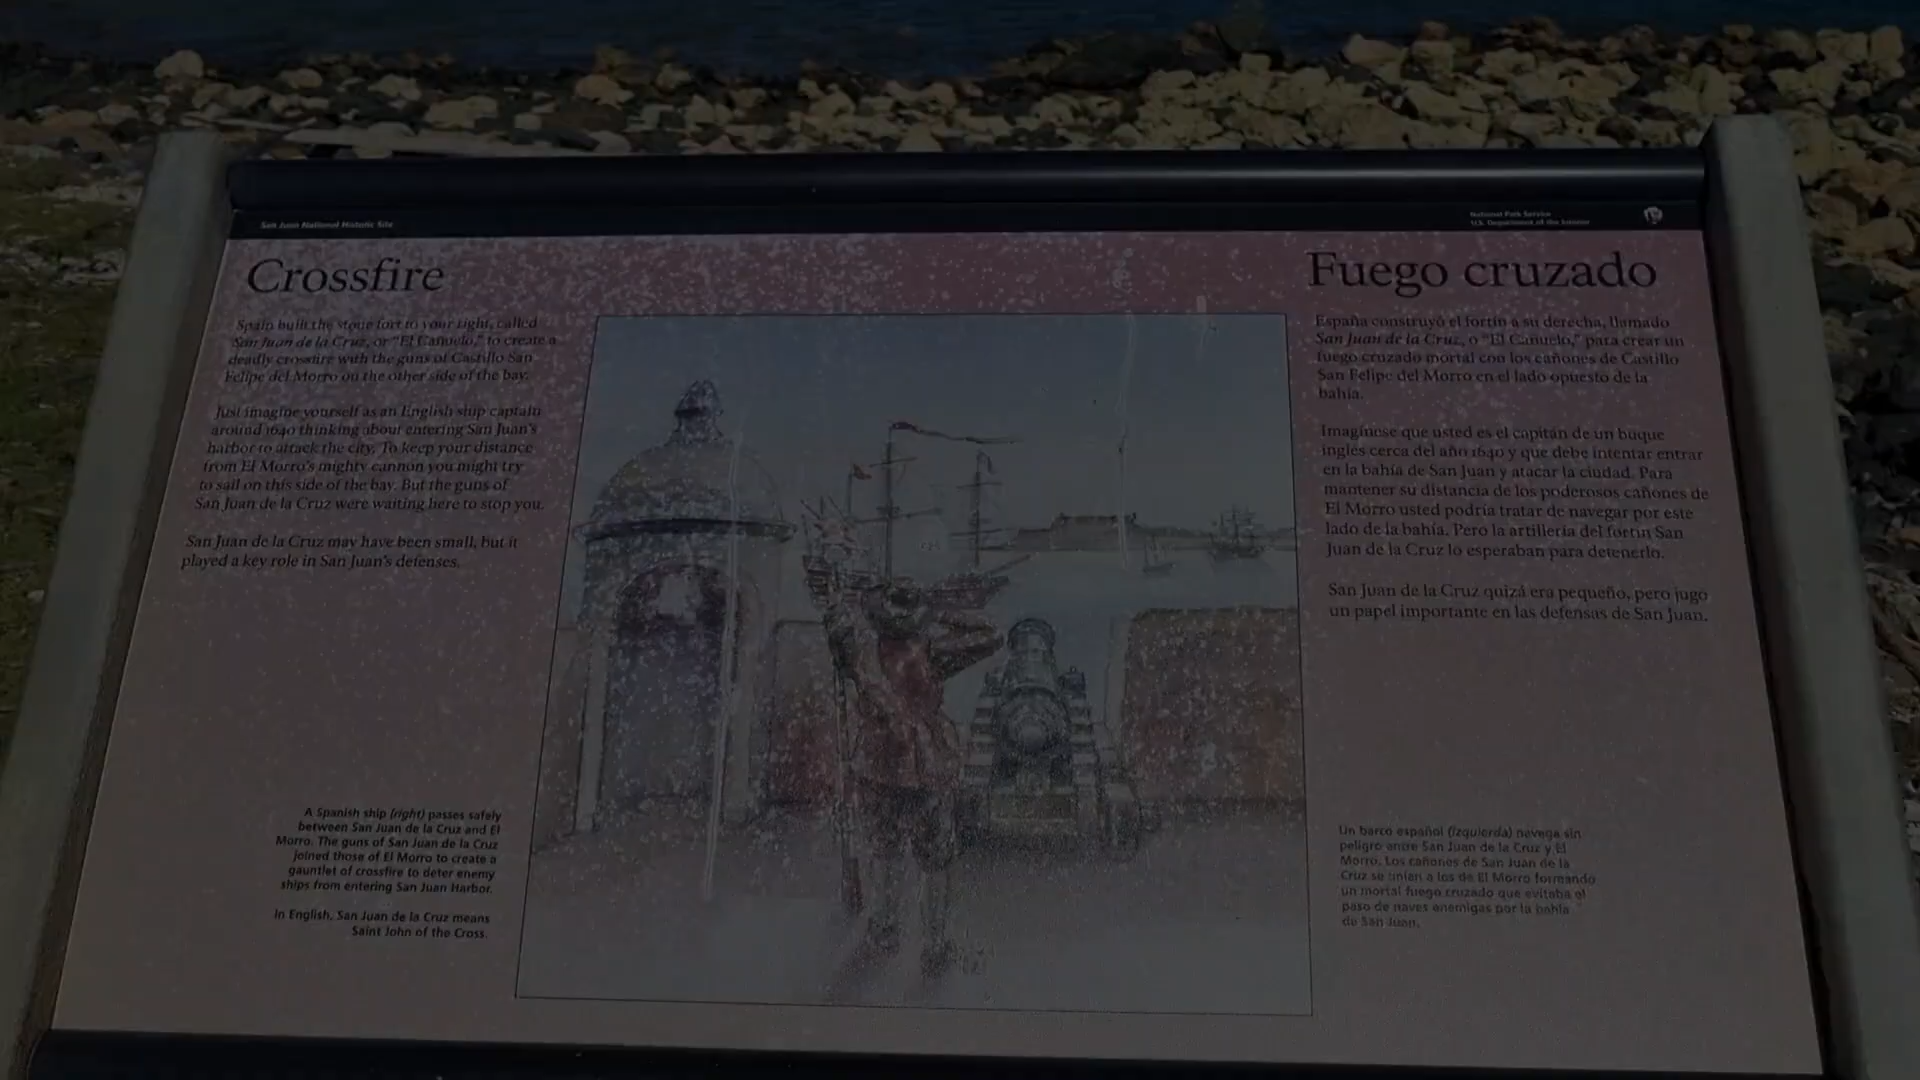 San Juan National Historic Site
National Park Service
U.S. Department of the Interior
Crossfire
Spain built the stone fort to your right, called
San Juan de la Cruz, or "El Cañuelo," to create a
deadly crossfire with the guns of Castillo San
Felipe del Morro on the other side of the bay.
Just imagine yourself as an English ship captain
around 1640 thinking about entering San Juan's
harbor to attack the city. To keep your distance
from El Morro's mighty cannon you might try
to sail on this side of the bay. But the guns of
San Juan de la Cruz were waiting here to stop you.
San Juan de la Cruz may have been small, but it
played a key role in San Juan's defenses.
A Spanish ship (right) passes safely
between San Juan de la Cruz and El
Morro. The guns of San Juan de la Cruz
joined those of El Morro to create a
gauntlet of crossfire to deter enemy
ships from entering San Juan Harbor.
In English, San Juan de la Cruz means
Saint John of the Cross.
Fuego cruzado
España construyó el fortín a su derecha, llamado
San Juan de la Cruz, o "El Cañuelo," para crear un
fuego cruzado mortal con los cañones de Castillo
San Felipe del Morro en el lado opuesto de la
bahía.
Imagínese que usted es el capitán de un buque
inglés cerca del año 1640 y que debe intentar entrar
en la bahía de San Juan y atacar la ciudad. Para
mantener su distancia de los poderosos cañones de
El Morro usted podría tratar de navegar por este
lado de la bahía. Pero la artillería del fortín San
Juan de la Cruz lo esperaban para detenerlo.
San Juan de la Cruz quizá era pequeño, pero jugo
un papel importante en las defensas de San Juan.
Un barco español (izquierda) navega sin
peligro entre San Juan de la Cruz y El
Morro. Los cañones de San Juan de la
Cruz se unían a los de El Morro formando
un mortal fuego cruzado que evitaba el
paso de naves enemigas por la bahía
de San Juan.